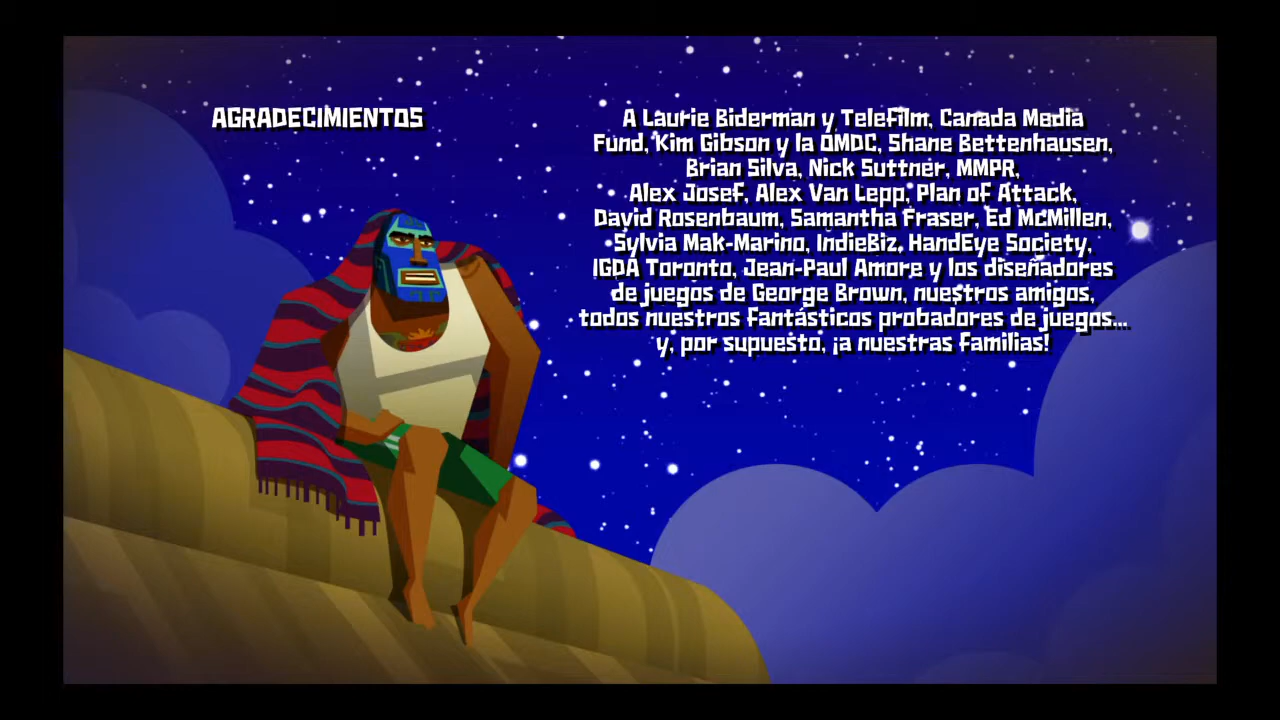 AGRADECIMIENTOS
A Laurie Biderman y Telefilm, Canada Media
Fund, Kim Gibson y la OMDC, Shane Bettenhausen,
Brian Silva, Nick Suttner, MMPR,
Alex Josef, Alex Van Lepp, Plan of Attack,
David Rosenbaum, Samantha Fraser, Ed McMillen,
Sylvia Mak-Marino, IndieBiz, HandEye Society,
IGDA Toronto, Jean-Paul Amore y los diseñadores
de juegos de George Brown, nuestros amigos,
todos nuestros fantásticos probadores de juegos...
y, por supuesto, ¡a nuestras familias!